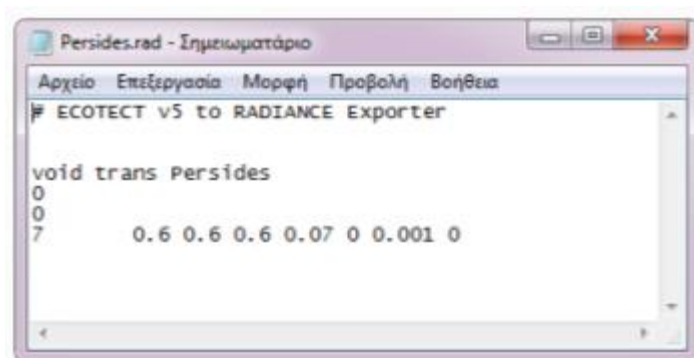 Persides.rad - Σημειωματάριο
Αρχείο Επεξεργασία Μορφή Προβολή Βοήθεια
# ECOTECT v5 to RADIANCE Exporter
void trans Persides
0
0
7 0.6 0.6 0.6 0.07 0 0.001 0